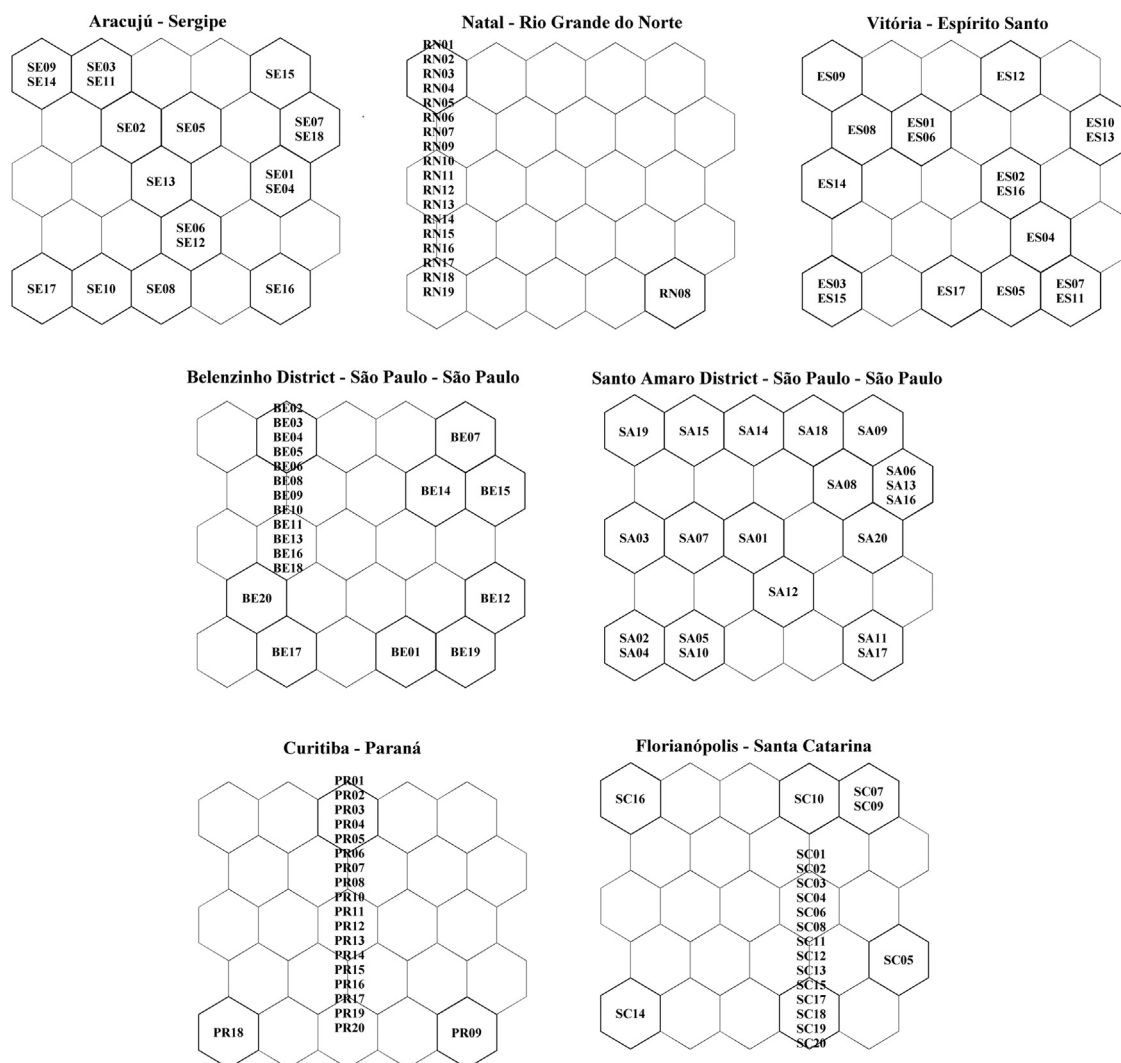 Aracujú - Sergipe
SE09
SE14
SE03
SE11
SE15
SE02
SE05
SE07
SE18
SE13
SE01
SE04
SE06
SE12
SE17
SE10
SE08
SE16
Natal - Rio Grande do Norte
RN01
RN02
RN03
RN04
RN05
RN06
RN07
RN09
RN10
RN11
RN12
RN13
RN14
RN15
RN16
RN17
RN18
RN19
RN08
Vitória - Espírito Santo
ES09
ES12
ES08
ES01
ES06
ES10
ES13
ES14
ES02
ES16
ES04
ES03
ES15
ES17
ES05
ES07
ES11
Belenzinho District - São Paulo - São Paulo
BE02
BE03
BE04
BE05
BE06
BE08
BE09
BE10
BE11
BE13
BE16
BE18
BE07
BE14
BE15
BE20
BE12
BE17
BE01
BE19
Santo Amaro District - São Paulo - São Paulo
SA19
SA15
SA14
SA18
SA09
SA08
SA06
SA13
SA16
SA03
SA07
SA01
SA20
SA12
SA02
SA04
SA05
SA10
SA11
SA17
Curitiba - Paraná
PR01
PR02
PR03
PR04
PR05
PR06
PR07
PR08
PR10
PR11
PR12
PR13
PR14
PR15
PR16
PR17
PR19
PR20
PR18
PR09
Florianópolis - Santa Catarina
SC16
SC10
SC07
SC09
SC01
SC02
SC03
SC04
SC06
SC08
SC11
SC12
SC13
SC15
SC17
SC18
SC19
SC20
SC05
SC14